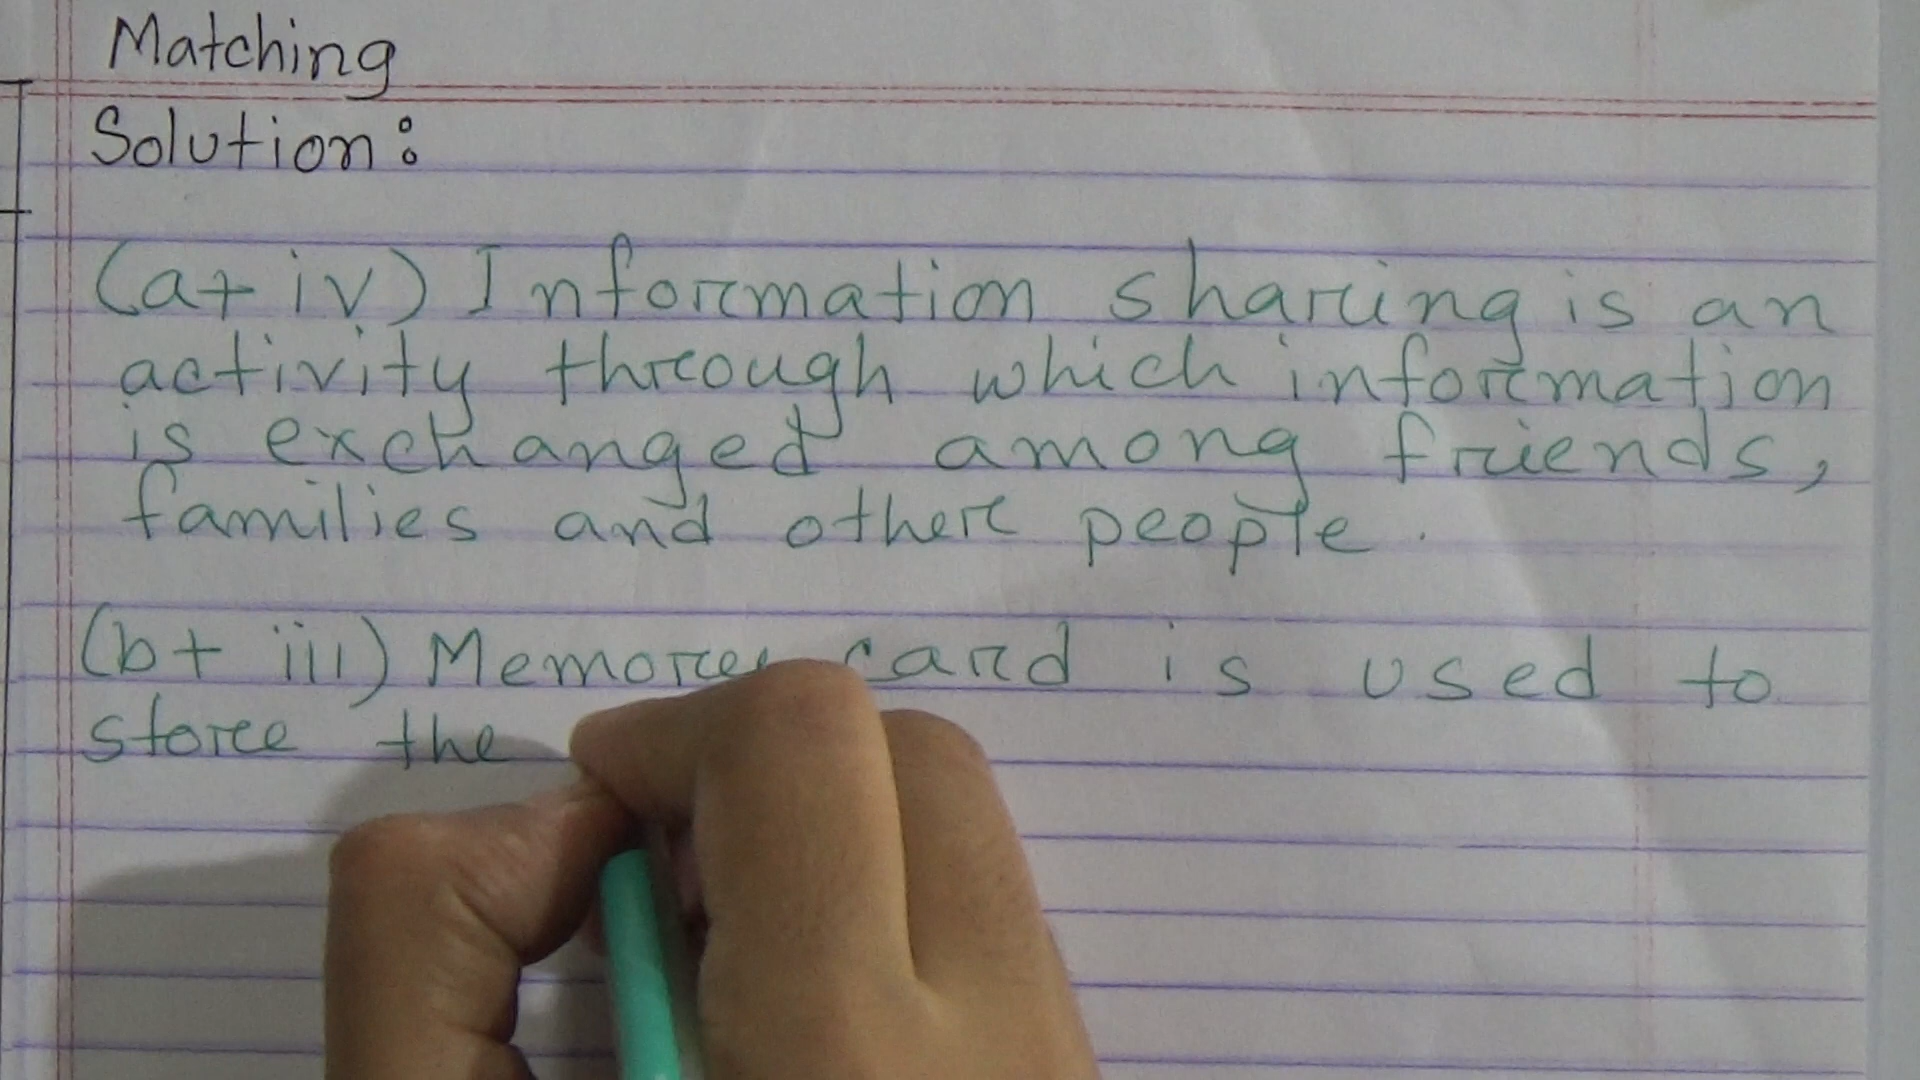 Matching
Solution:
(a+ iv) Information sharing is an
activity through which information
is exchanged among friends,
families and other people.
(b+ iii) Memory card is used to
store the